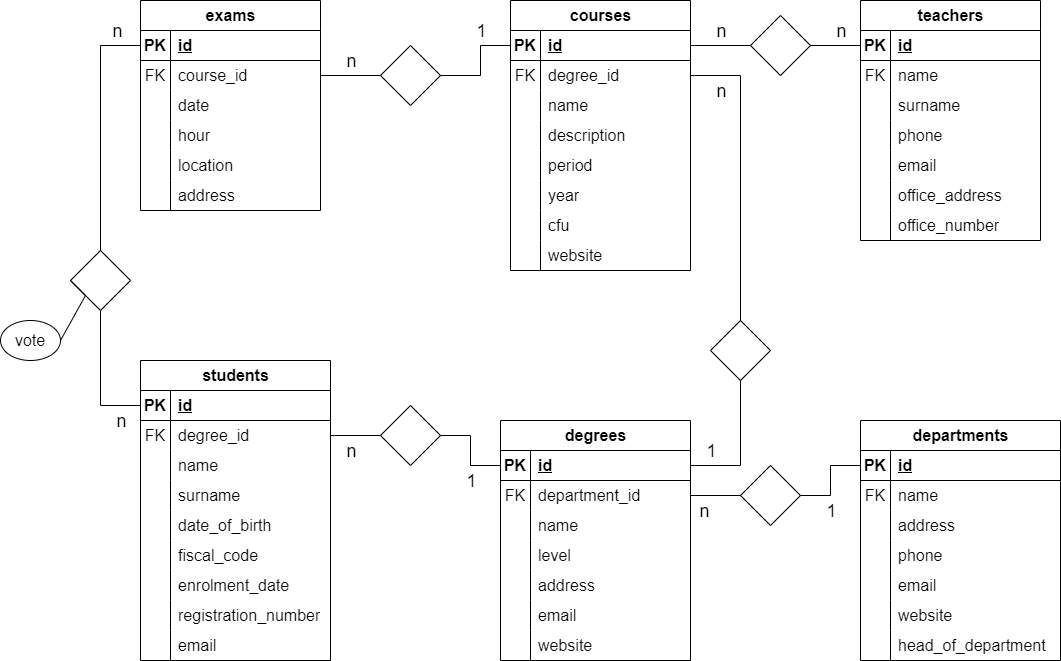 exams
PK id
FK course_id
date
hour
location
address
courses
PK id
FK degree_id
name
description
period
year
cfu
website
teachers
PK id
FK name
surname
phone
email
office_address
office_number
n
n
1
n
n
n
vote
n
students
PK id
FK degree_id
name
surname
date_of_birth
fiscal_code
enrolment_date
registration_number
email
n
1
degrees
PK id
FK department_id
name
level
address
email
website
1
n
1
departments
PK id
FK name
address
phone
email
website
head_of_department